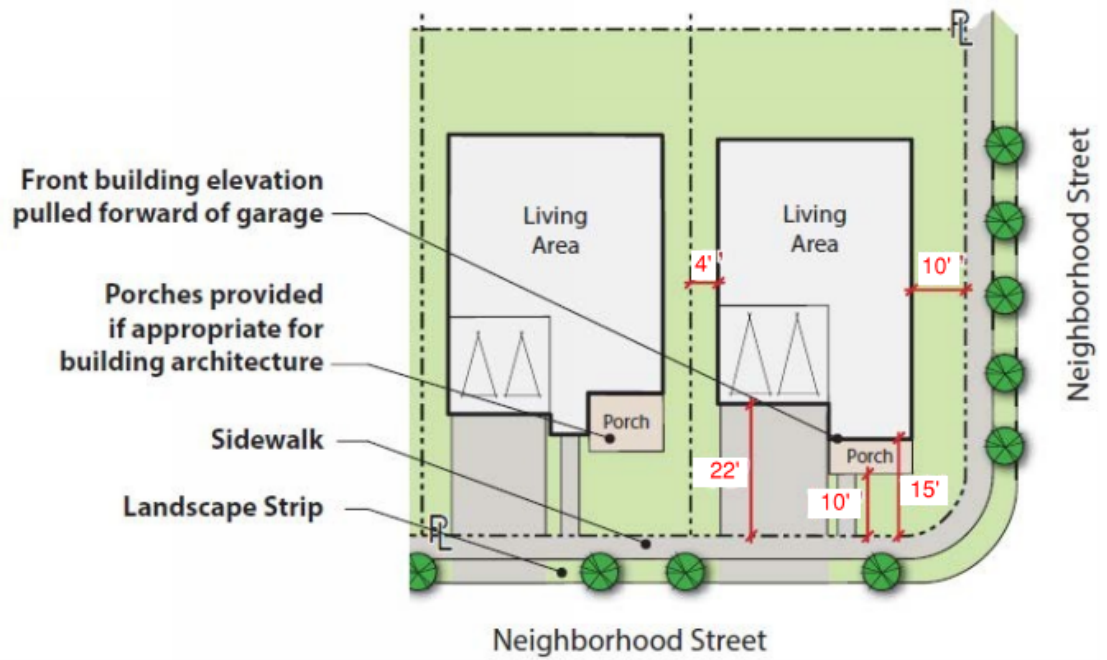 PL
Front building elevation
pulled forward of garage
Living
Area
Living
Area
4'
10'
Porches provided
if appropriate for
building architecture
Porch
Porch
Sidewalk
22'
10'
15'
Landscape Strip
PL
Neighborhood Street
Neighborhood Street